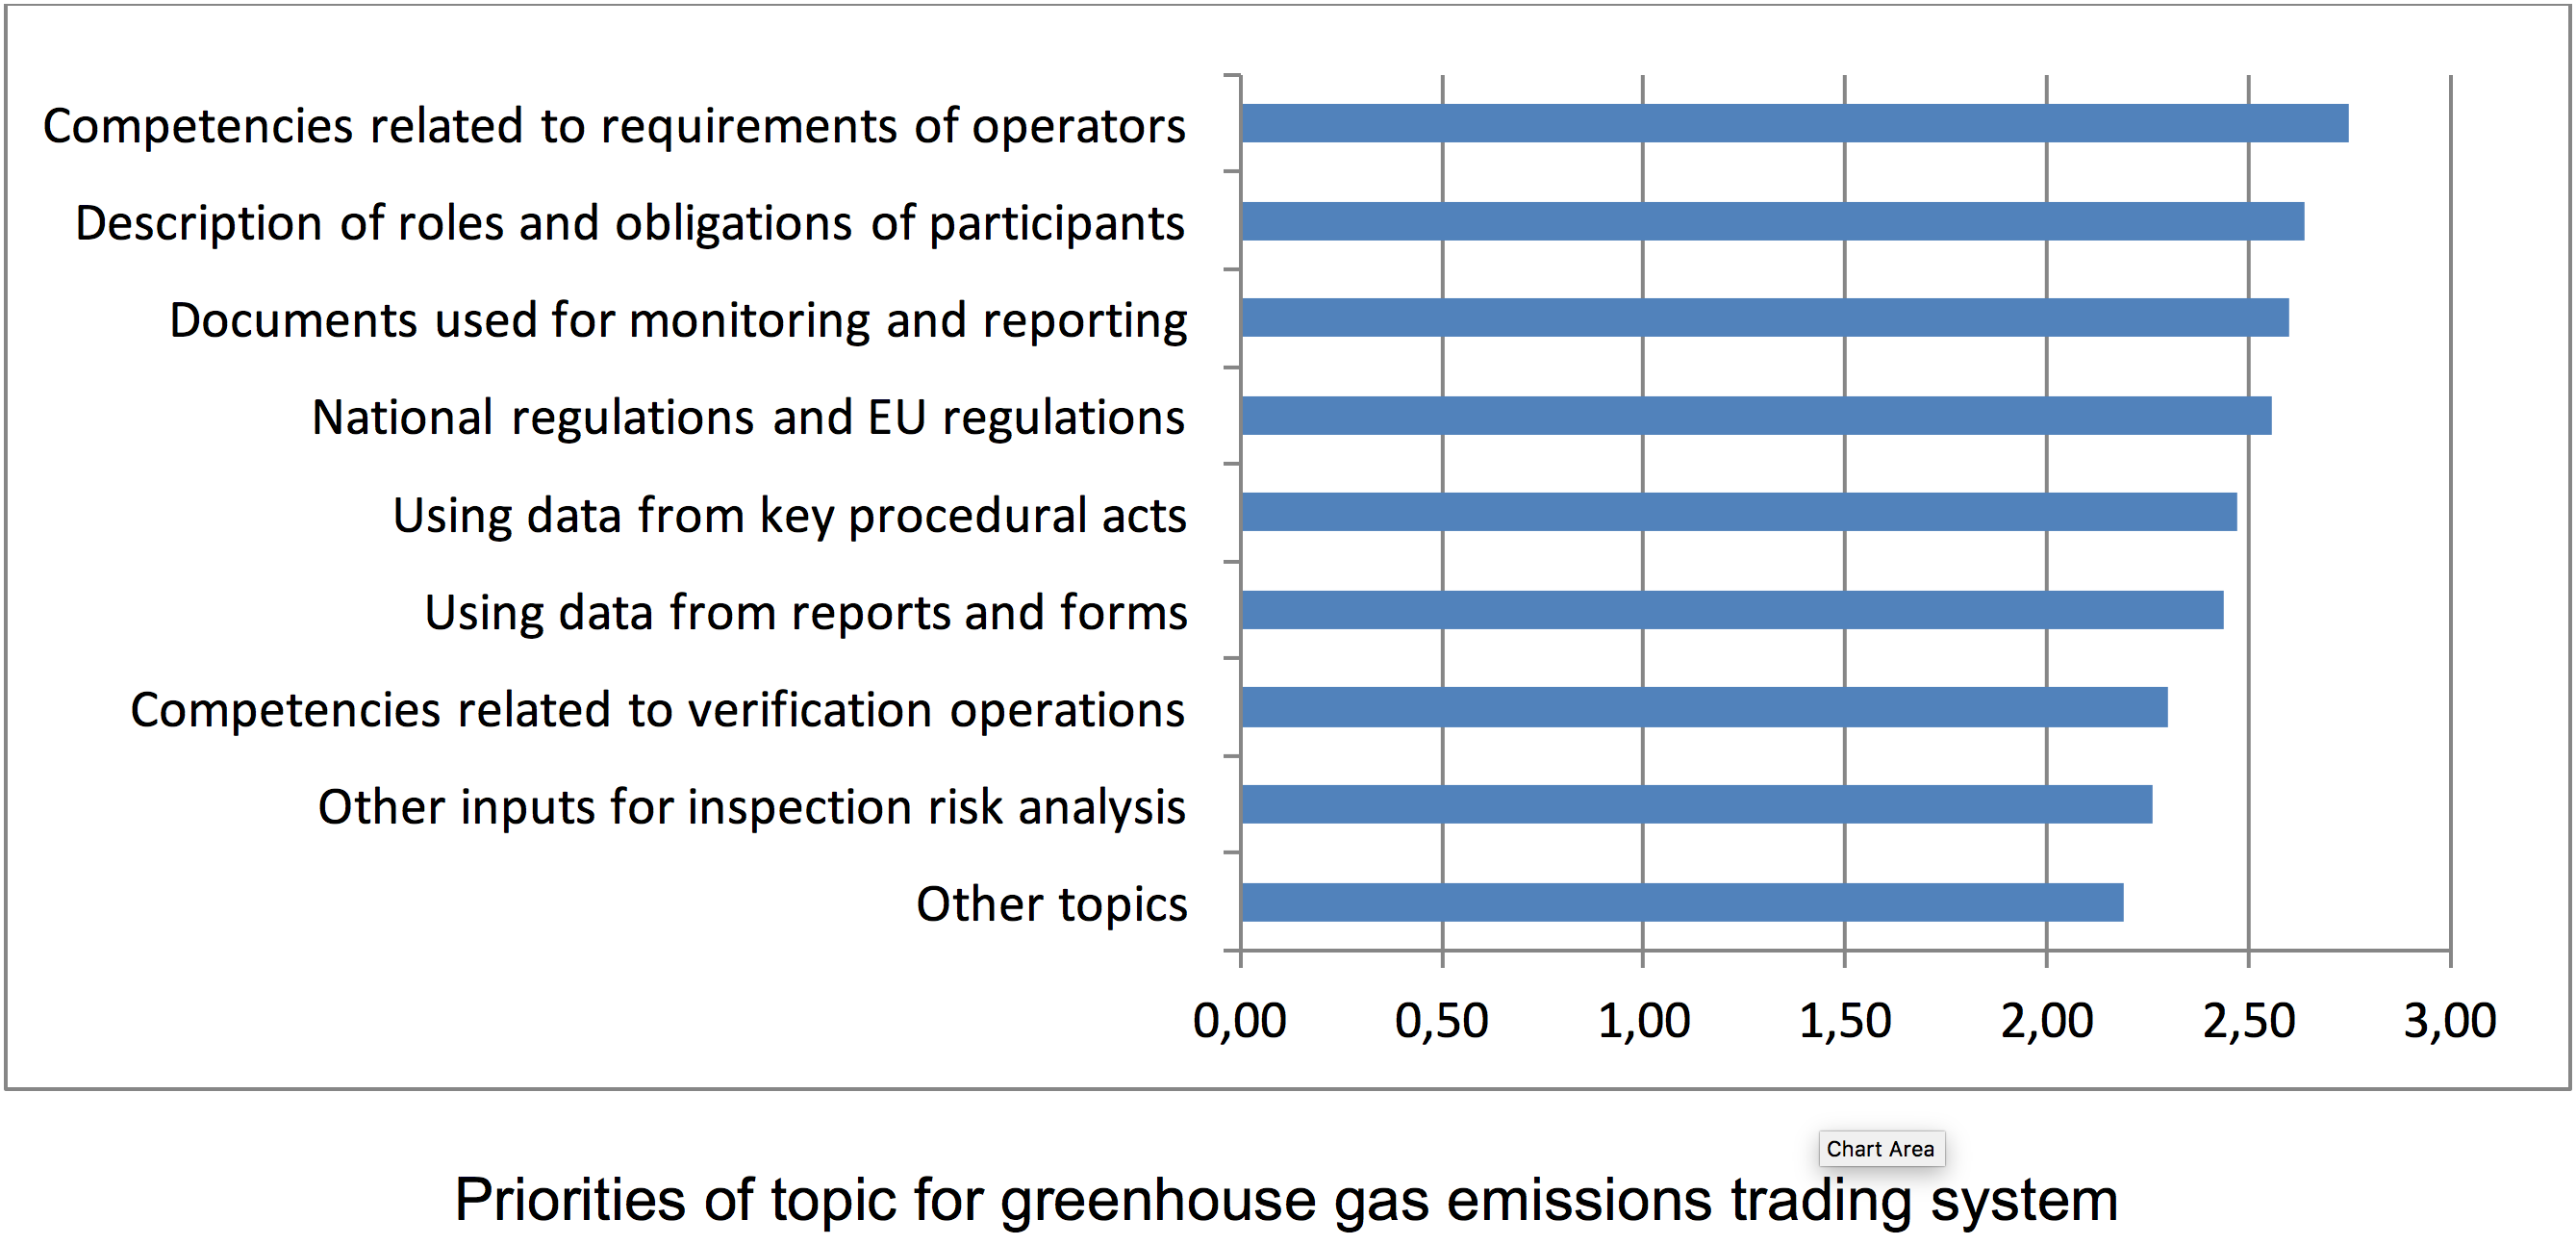 Competencies related to requirements of operators
Description of roles and obligations of participants
Documents used for monitoring and reporting
National regulations and EU regulations
Using data from key procedural acts
Using data from reports and forms
Competencies related to verification operations
Other inputs for inspection risk analysis
Other topics
0,00 0,50 1,00 1,50 2,00 2,50 3,00
Chart Area
Priorities of topic for greenhouse gas emissions trading system